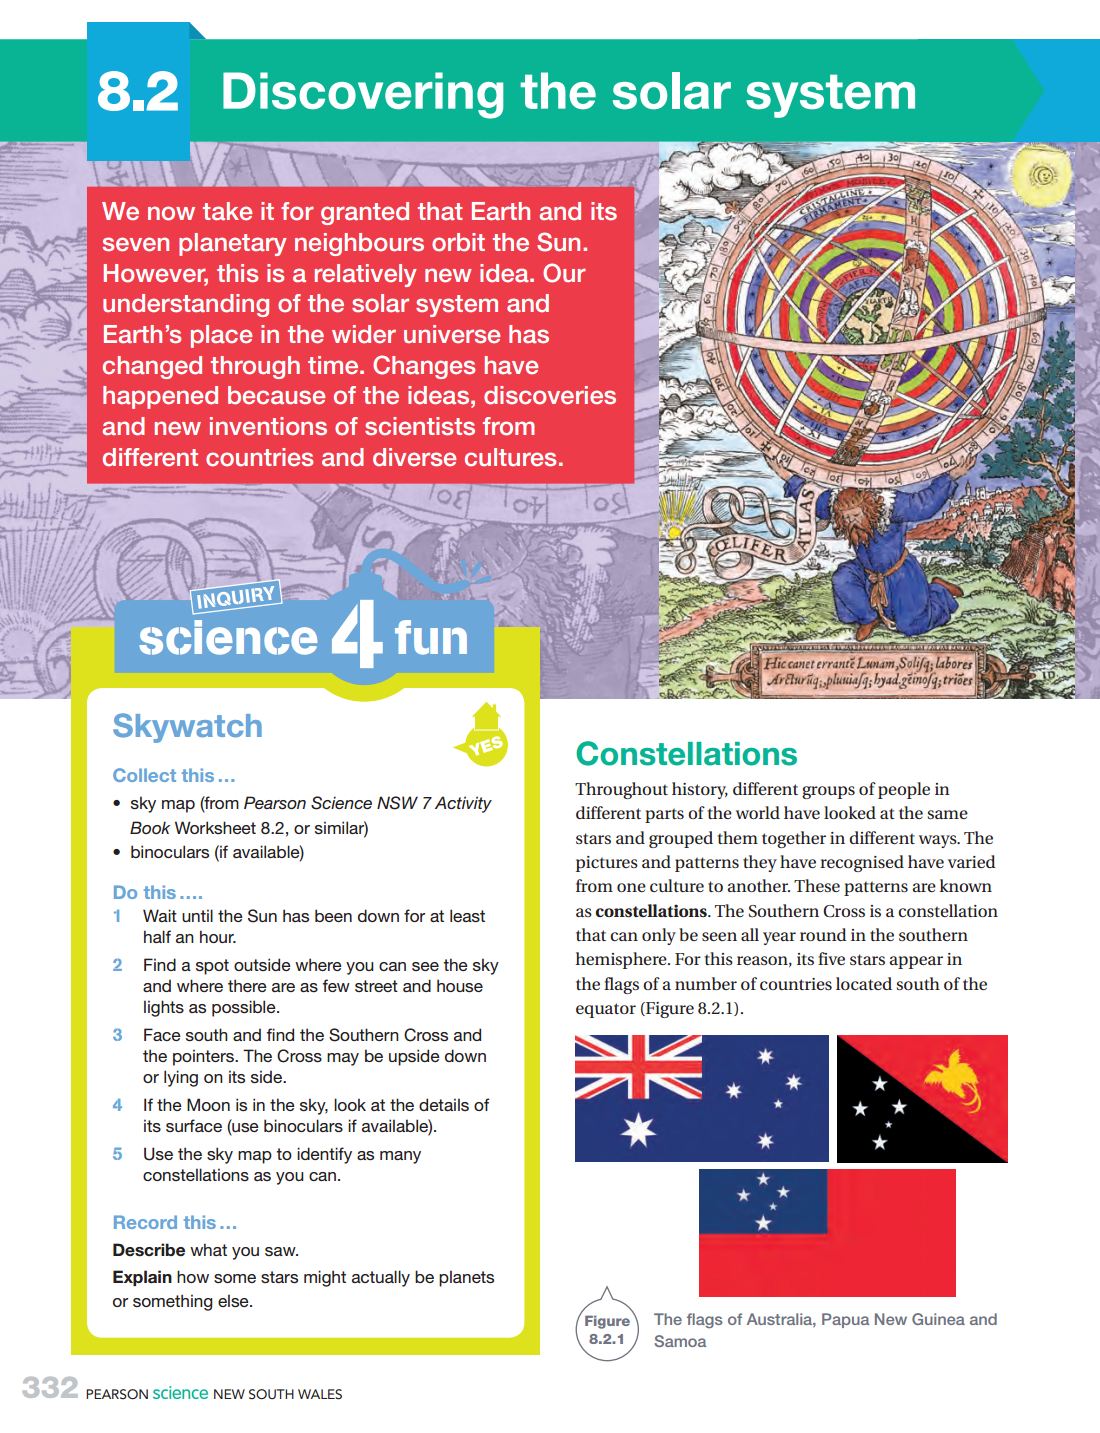 8.2
Discovering the solar system
We now take it for granted that Earth and its
seven planetary neighbours orbit the Sun.
However, this is a relatively new idea. Our
understanding of the solar system and
Earth's place in the wider universe has
changed through time. Changes have
happened because of the ideas, discoveries
and new inventions of scientists from
different countries and diverse cultures.
CRISTALLINE
FIRMAMENT
ATLAS
Hic canet errantē Lunam, Solisq; labores
Arcturūq;, pluuiasq; hyad, gēmosq; triões
INQUIRY
science 4 fun
Skywatch
YES
Collect this ...
• sky map (from Pearson Science NSW 7 Activity
Book Worksheet 8.2, or similar)
• binoculars (if available)
Do this ....
1 Wait until the Sun has been down for at least
half an hour.
2 Find a spot outside where you can see the sky
and where there are as few street and house
lights as possible.
3 Face south and find the Southern Cross and
the pointers. The Cross may be upside down
or lying on its side.
4 If the Moon is in the sky, look at the details of
its surface (use binoculars if available).
5 Use the sky map to identify as many
constellations as you can.
Record this ...
Describe what you saw.
Explain how some stars might actually be planets
or something else.
Constellations
Throughout history, different groups of people in
different parts of the world have looked at the same
stars and grouped them together in different ways. The
pictures and patterns they have recognised have varied
from one culture to another. These patterns are known
as constellations. The Southern Cross is a constellation
that can only be seen all year round in the southern
hemisphere. For this reason, its five stars appear in
the flags of a number of countries located south of the
equator (Figure 8.2.1).
Figure
8.2.1
The flags of Australia, Papua New Guinea and
Samoa
332 PEARSON science NEW SOUTH WALES